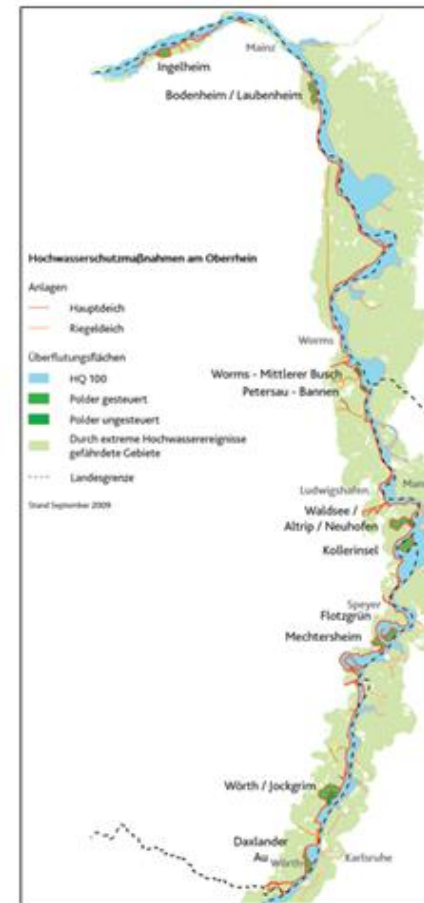 Mainz
Ingelheim
Bodenheim / Laubenheim
Hochwasserschutzmaßnahmen am Oberrhein
Anlagen
Hauptdeich
Riegeldeich
Überflutungsflächen
HQ 100
Polder gesteuert
Polder ungesteuert
Durch extreme Hochwasserereignisse
gefährdete Gebiete
Landesgrenze
Stand September 2009
Worms
Worms - Mittlerer Busch
Petersau - Bannen
Ludwigshafen
Waldsee /
Altrip / Neuhofen
Kollerinsel
Speyer
Flotzgrün
Mechtersheim
Wörth / Jockgrim
Daxlander
Au
Wörth
Karlsruhe